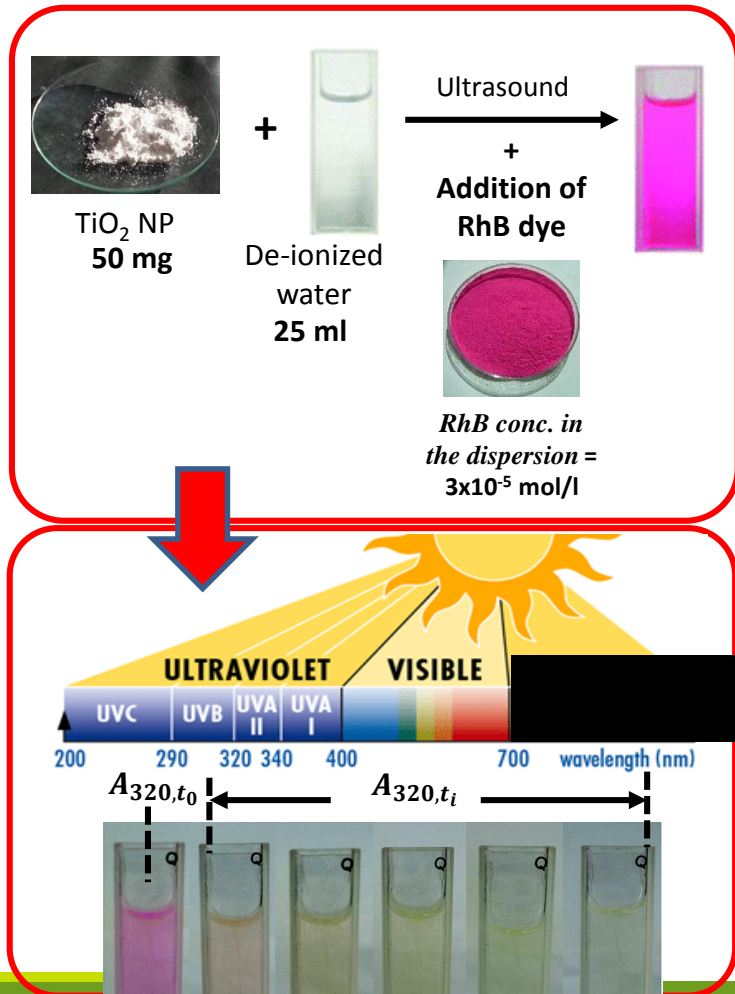 Ultrasound
+
+
Addition of
RhB dye
TiO₂ NP
50 mg
De-ionized
water
25 ml
RhB conc. in
the dispersion =
3x10⁻⁵ mol/l
ULTRAVIOLET VISIBLE
UVC UVB UVA II UVA I
200 290 320 340 400 700 wavelength (nm)
A₃₂₀,t₀ A₃₂₀,tᵢ
Q Q Q Q Q Q